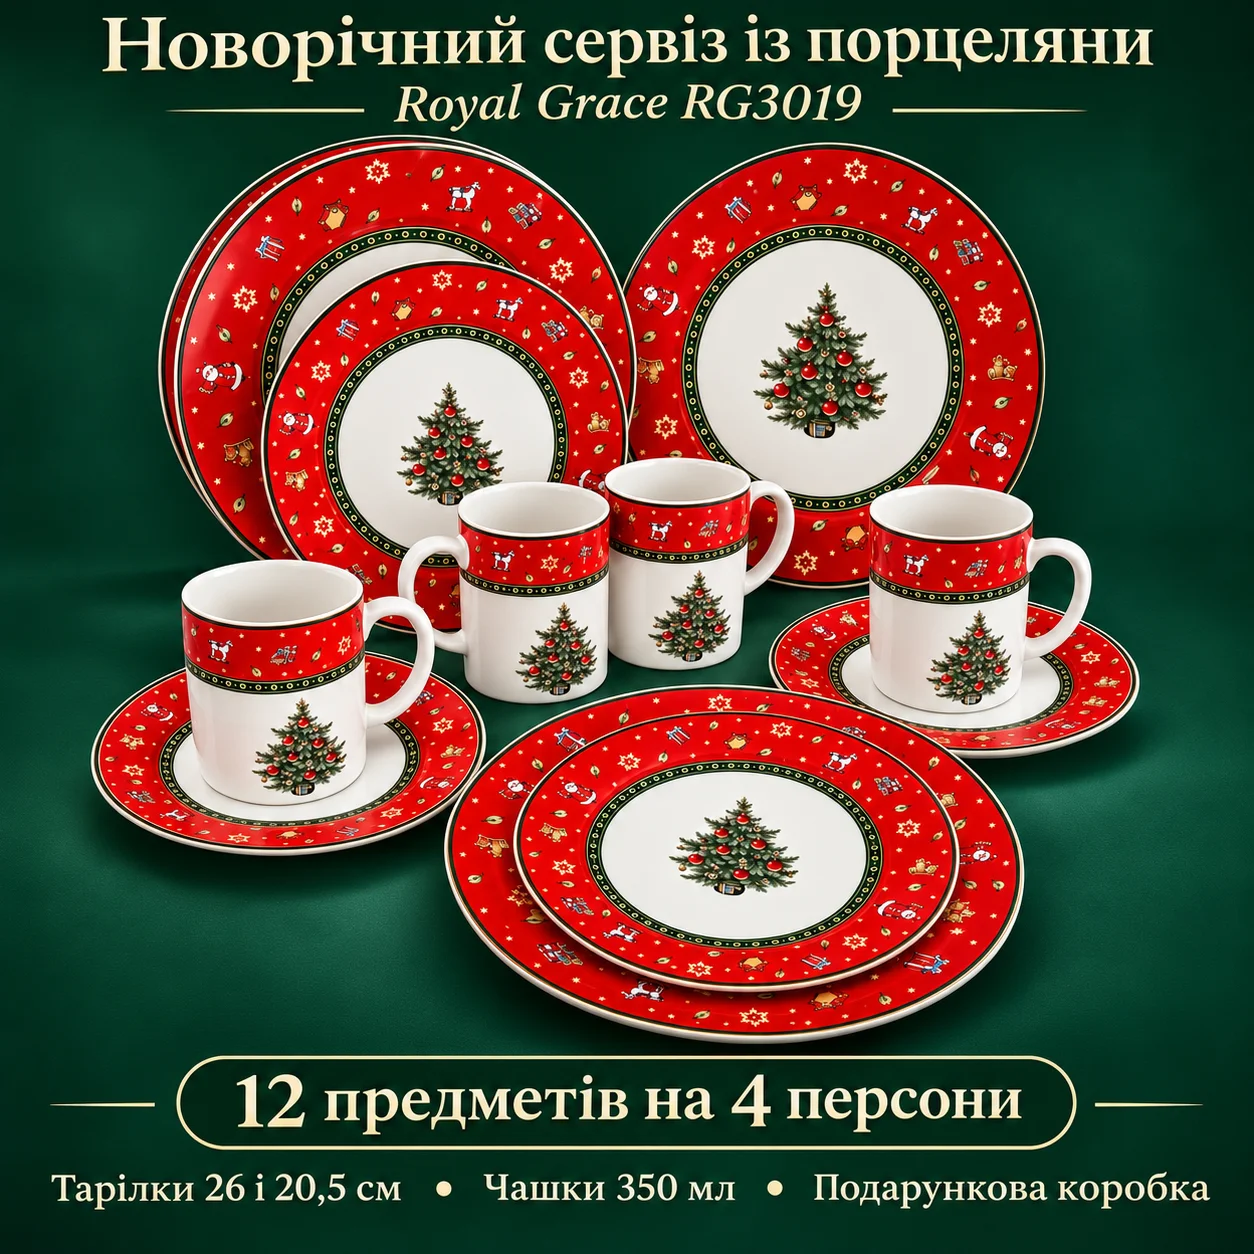 Новорічний сервіз із порцеляни
Royal Grace RG3019
12 предметів на 4 персони
Тарілки 26 і 20,5 см • Чашки 350 мл • Подарункова коробка